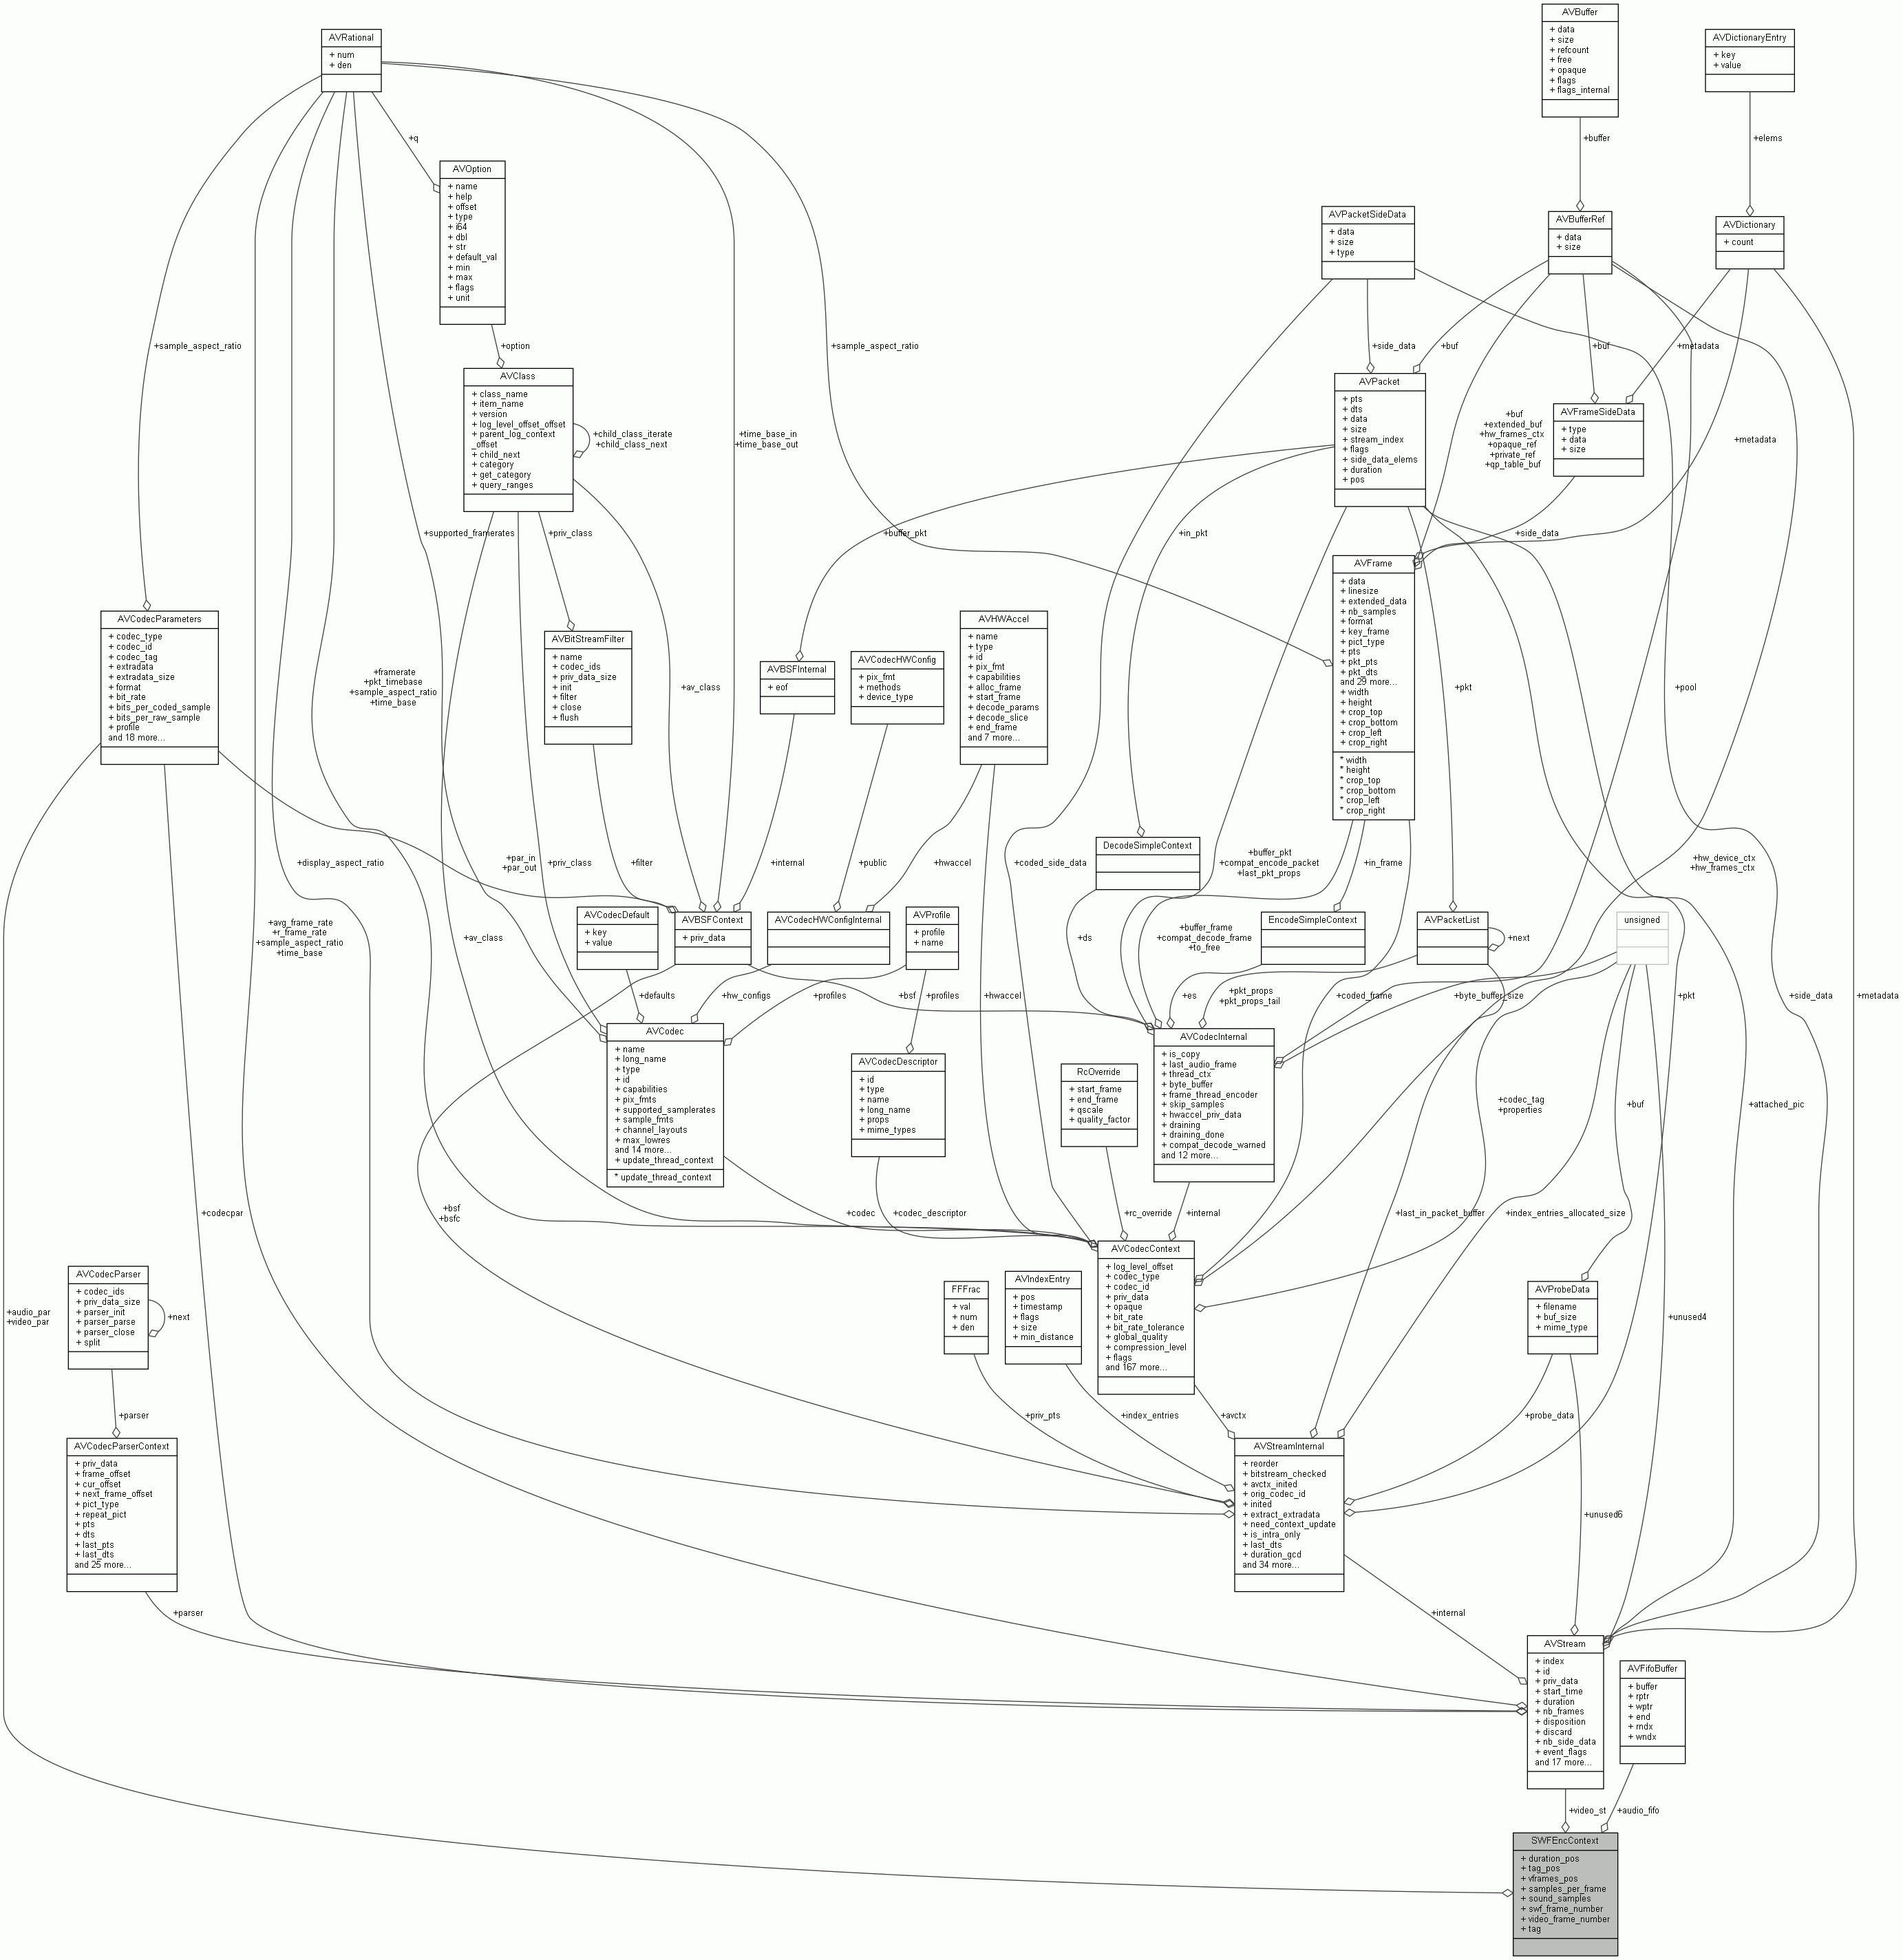 AVBuffer
+ data
+ size
+ refcount
+ free
+ opaque
+ flags
+ flags_internal
AVRational
+ num
+ den
AVDictionaryEntry
+ key
+ value
+q
+buffer
+elems
AVOption
+ name
+ help
+ offset
+ type
+ i64
+ dbl
+ str
+ default_val
+ min
+ max
+ flags
+ unit
AVPacketSideData
+ data
+ size
+ type
AVBufferRef
+ data
+ size
AVDictionary
+ count
+sample_aspect_ratio
+option
+sample_aspect_ratio
+side_data
+buf
+buf
+metadata
AVClass
+ class_name
+ item_name
+ version
+ log_level_offset_offset
+ parent_log_context
_offset
+ child_next
+ category
+ get_category
+ query_ranges
+child_class_iterate
+child_class_next
+time_base_in
+time_base_out
AVPacket
+ pts
+ dts
+ data
+ size
+ stream_index
+ flags
+ side_data_elems
+ duration
+ pos
+buf
+extended_buf
+hw_frames_ctx
+opaque_ref
+private_ref
+qp_table_buf
AVFrameSideData
+ type
+ data
+ size
+metadata
+supported_framerates
+priv_class
+buffer_pkt
+in_pkt
+side_data
AVFrame
+ data
+ linesize
+ extended_data
+ nb_samples
+ format
+ key_frame
+ pict_type
+ pts
+ pkt_pts
+ pkt_dts
and 29 more...
+ width
+ height
+ crop_top
+ crop_bottom
+ crop_left
+ crop_right
* width
* height
* crop_top
* crop_bottom
* crop_left
* crop_right
AVCodecParameters
+ codec_type
+ codec_id
+ codec_tag
+ extradata
+ extradata_size
+ format
+ bit_rate
+ bits_per_coded_sample
+ bits_per_raw_sample
+ profile
and 18 more...
+framerate
+pkt_timebase
+sample_aspect_ratio
+time_base
AVBitStreamFilter
+ name
+ codec_ids
+ priv_data_size
+ init
+ filter
+ close
+ flush
+av_class
AVBSFInternal
+ eof
AVCodecHWConfig
+ pix_fmt
+ methods
+ device_type
AVHWAccel
+ name
+ type
+ id
+ pix_fmt
+ capabilities
+ alloc_frame
+ start_frame
+ decode_params
+ decode_slice
+ end_frame
and 7 more...
+pkt
+pool
DecodeSimpleContext
+display_aspect_ratio
+par_in
+par_out
+priv_class
+filter
+internal
+public
+hwaccel
+coded_side_data
+buffer_pkt
+compat_encode_packet
+last_pkt_props
+in_frame
+hw_device_ctx
+hw_frames_ctx
AVCodecDefault
+ key
+ value
AVBSFContext
+ priv_data
AVCodecHWConfigInternal
AVProfile
+ profile
+ name
EncodeSimpleContext
AVPacketList
+next
unsigned
+avg_frame_rate
+r_frame_rate
+sample_aspect_ratio
+time_base
+av_class
+ds
+buffer_frame
+compat_decode_frame
+to_free
+defaults
+hw_configs
+profiles
+profiles
+bsf
+hwaccel
+es
+pkt_props
+pkt_props_tail
+coded_frame
+byte_buffer_size
+pkt
+side_data
+metadata
AVCodec
+ name
+ long_name
+ type
+ id
+ capabilities
+ pix_fmts
+ supported_samplerates
+ sample_fmts
+ channel_layouts
+ max_lowres
and 14 more...
+ update_thread_context
* update_thread_context
AVCodecDescriptor
+ id
+ type
+ name
+ long_name
+ props
+ mime_types
RcOverride
+ start_frame
+ end_frame
+ qscale
+ quality_factor
AVCodecInternal
+ is_copy
+ last_audio_frame
+ thread_ctx
+ byte_buffer
+ frame_thread_encoder
+ skip_samples
+ hwaccel_priv_data
+ draining
+ draining_done
+ compat_decode_warned
and 12 more...
+codec_tag
+properties
+buf
+attached_pic
+codecpar
+bsf
+bsfc
+codec
+codec_descriptor
+rc_override
+internal
+last_in_packet_buffer
+index_entries_allocated_size
AVCodecContext
+ log_level_offset
+ codec_type
+ codec_id
+ priv_data
+ opaque
+ bit_rate
+ bit_rate_tolerance
+ global_quality
+ compression_level
+ flags
and 167 more...
AVCodecParser
+ codec_ids
+ priv_data_size
+ parser_init
+ parser_parse
+ parser_close
+ split
+next
+audio_par
+video_par
FFFrac
+ val
+ num
+ den
AVIndexEntry
+ pos
+ timestamp
+ flags
+ size
+ min_distance
AVProbeData
+ filename
+ buf_size
+ mime_type
+unused4
+parser
+priv_pts
+index_entries
+avctx
+probe_data
AVCodecParserContext
+ priv_data
+ frame_offset
+ cur_offset
+ next_frame_offset
+ pict_type
+ repeat_pict
+ pts
+ dts
+ last_pts
+ last_dts
and 25 more...
AVStreamInternal
+ reorder
+ bitstream_checked
+ avctx_inited
+ orig_codec_id
+ inited
+ extract_extradata
+ need_context_update
+ is_intra_only
+ last_dts
+ duration_gcd
and 34 more...
+unused6
+parser
+internal
AVStream
+ index
+ id
+ priv_data
+ start_time
+ duration
+ nb_frames
+ disposition
+ discard
+ nb_side_data
+ event_flags
and 17 more...
AVFifoBuffer
+ buffer
+ rptr
+ wptr
+ end
+ rndx
+ wndx
+video_st
+audio_fifo
SWFEncContext
+ duration_pos
+ tag_pos
+ vframes_pos
+ samples_per_frame
+ sound_samples
+ swf_frame_number
+ video_frame_number
+ tag